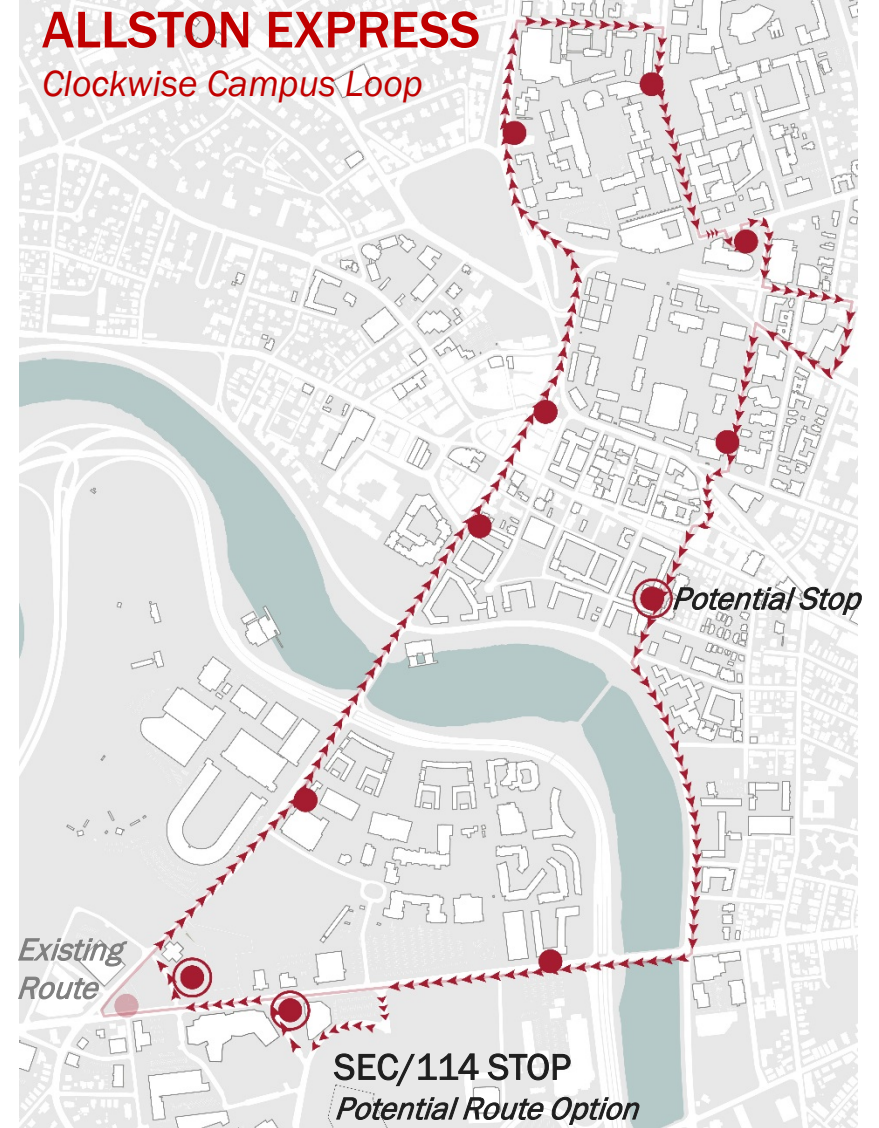 ALLSTON EXPRESS
Clockwise Campus Loop
Potential Stop
Existing
Route
SEC/114 STOP
Potential Route Option